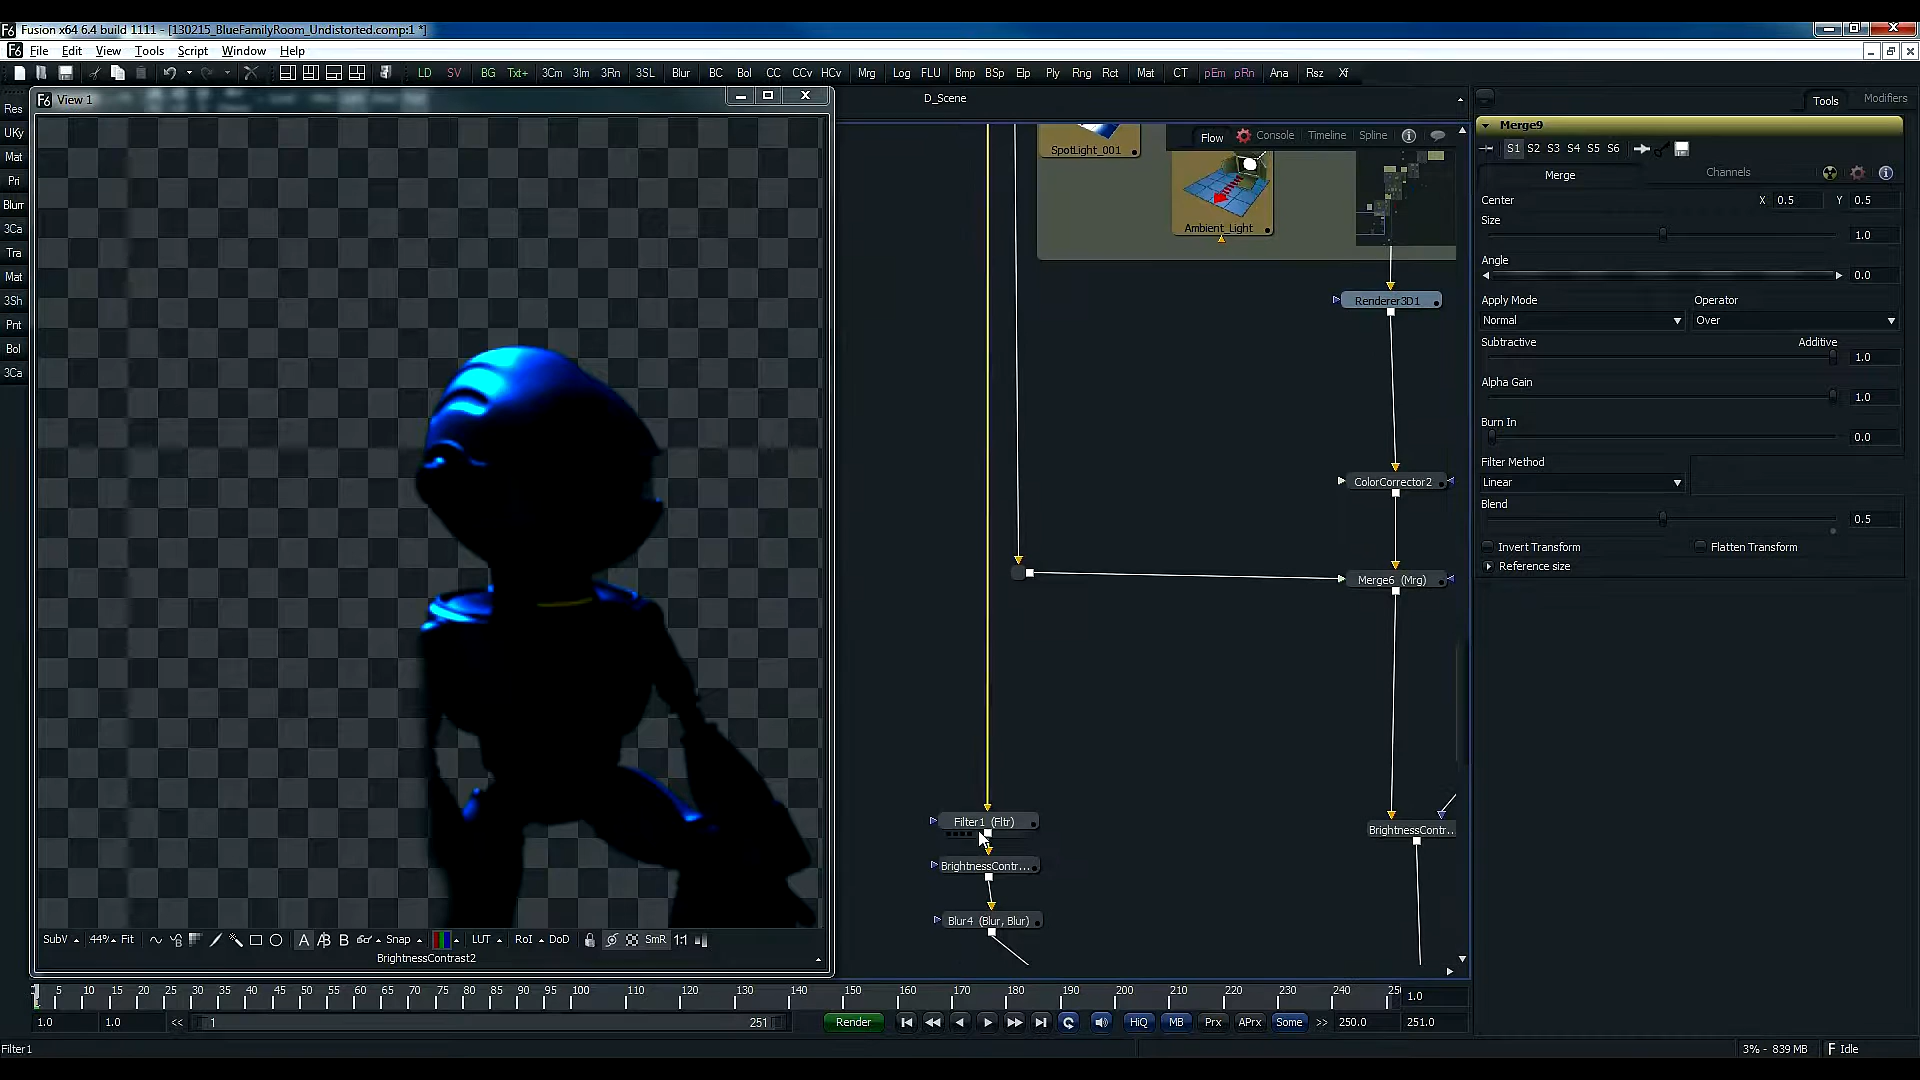 Fusion x64 6.4 build 1111 - [130215_BlueFamilyRoom_Undistorted.comp:1 *]
File Edit View Tools Script Window Help
LD SV BG Txt+ 3Cm 3Im 3Rn 3SL Blur BC Bol CC CCv HCv Mrg Log FLU Bmp BSp Elp Ply Rng Rct Mat CT pEm pRn Ana Rsz Xf
View 1
D_Scene
Tools Modifiers
Res
UKy
Mat
Pri
Blurr
3Ca
Tra
Mat
3Sh
Pnt
Bol
3Ca
Flow Console Timeline Spline
SpotLight_001
Ambient_Light
Renderer3D1
ColorCorrector2
Merge6 (Mrg)
Filter1 (Fltr)
BrightnessContr...
BrightnessContr..
Blur4 (Blur, Blur)
Merge9
S1 S2 S3 S4 S5 S6
Merge Channels
Center X 0.5 Y 0.5
Size
1.0
Angle
0.0
Apply Mode Operator
Normal Over
Subtractive Additive
1.0
Alpha Gain
1.0
Burn In
0.0
Filter Method
Linear
Blend
0.5
Invert Transform Flatten Transform
Reference size
SubV 44% Fit A B B Snap LUT RoI DoD SmR 1:1
BrightnessContrast2
5 10 15 20 25 30 35 40 45 50 55 60 65 70 75 80 85 90 95 100 110 120 130 140 150 160 170 180 190 200 210 220 230 240 25 1.0
1.0 1.0 << 1 251 Render HiQ MB Prx APrx Some >> 250.0 251.0
Filter1 3% - 839 MB Idle